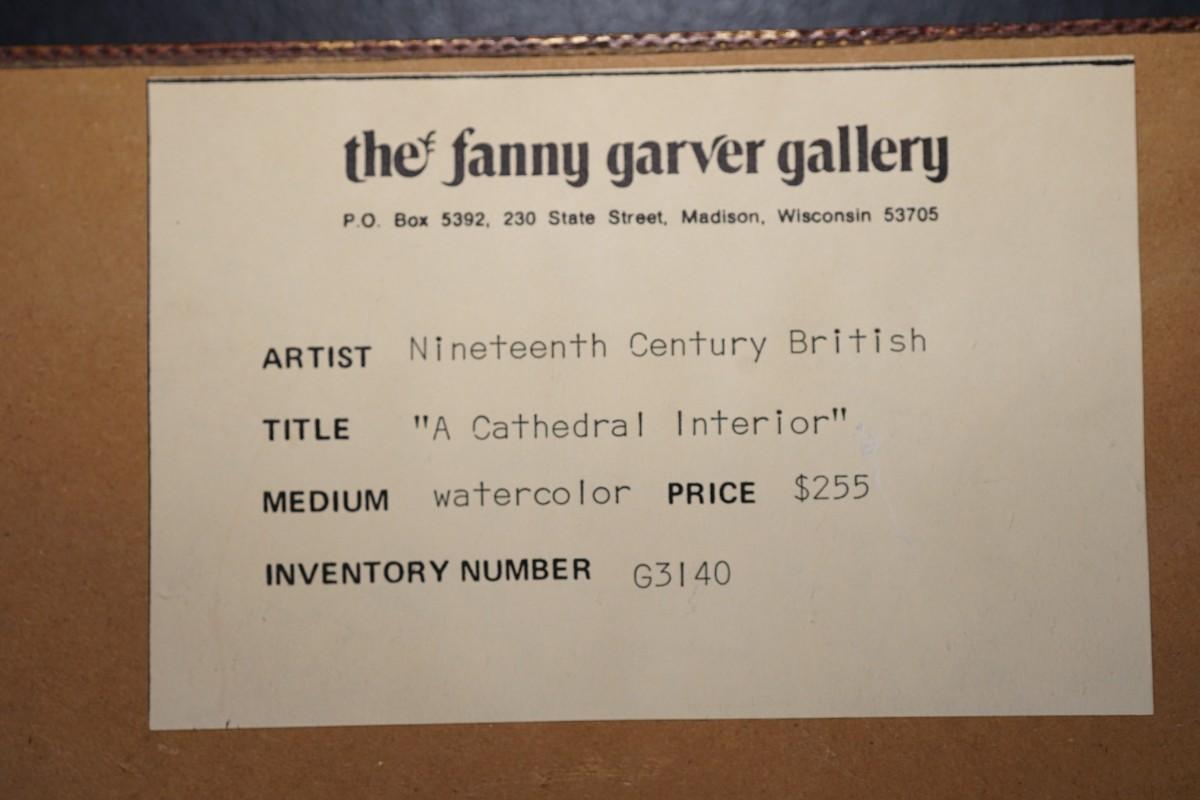 the fanny garver gallery
P.O. Box 5392, 230 State Street, Madison, Wisconsin 53705
ARTIST Nineteenth Century British
TITLE "A Cathedral Interior"
MEDIUM watercolor PRICE $255
INVENTORY NUMBER G3140